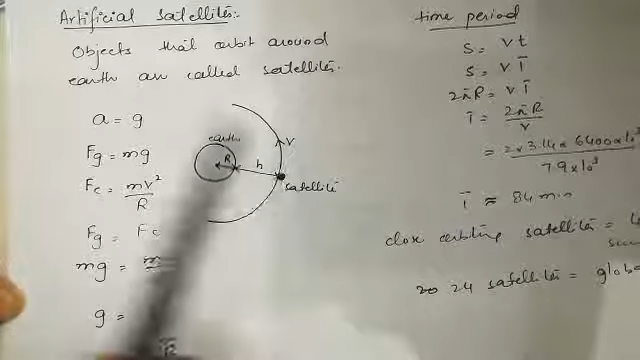 Artificial satellites:-
Objects that orbit around
earth are called satellites.
a = g
Fg = mg
Fc = mv²/R
Fg = Fc
mg =
g =
earth
R
h
v
satellite
time period
S = vt
S = vT
2πR = vT
T = 2πR/v
= 2 x 3.14 x 6400 x 10³/7.9 x 10³
T ≈ 84 min
close orbiting satellites =
24 satellites =